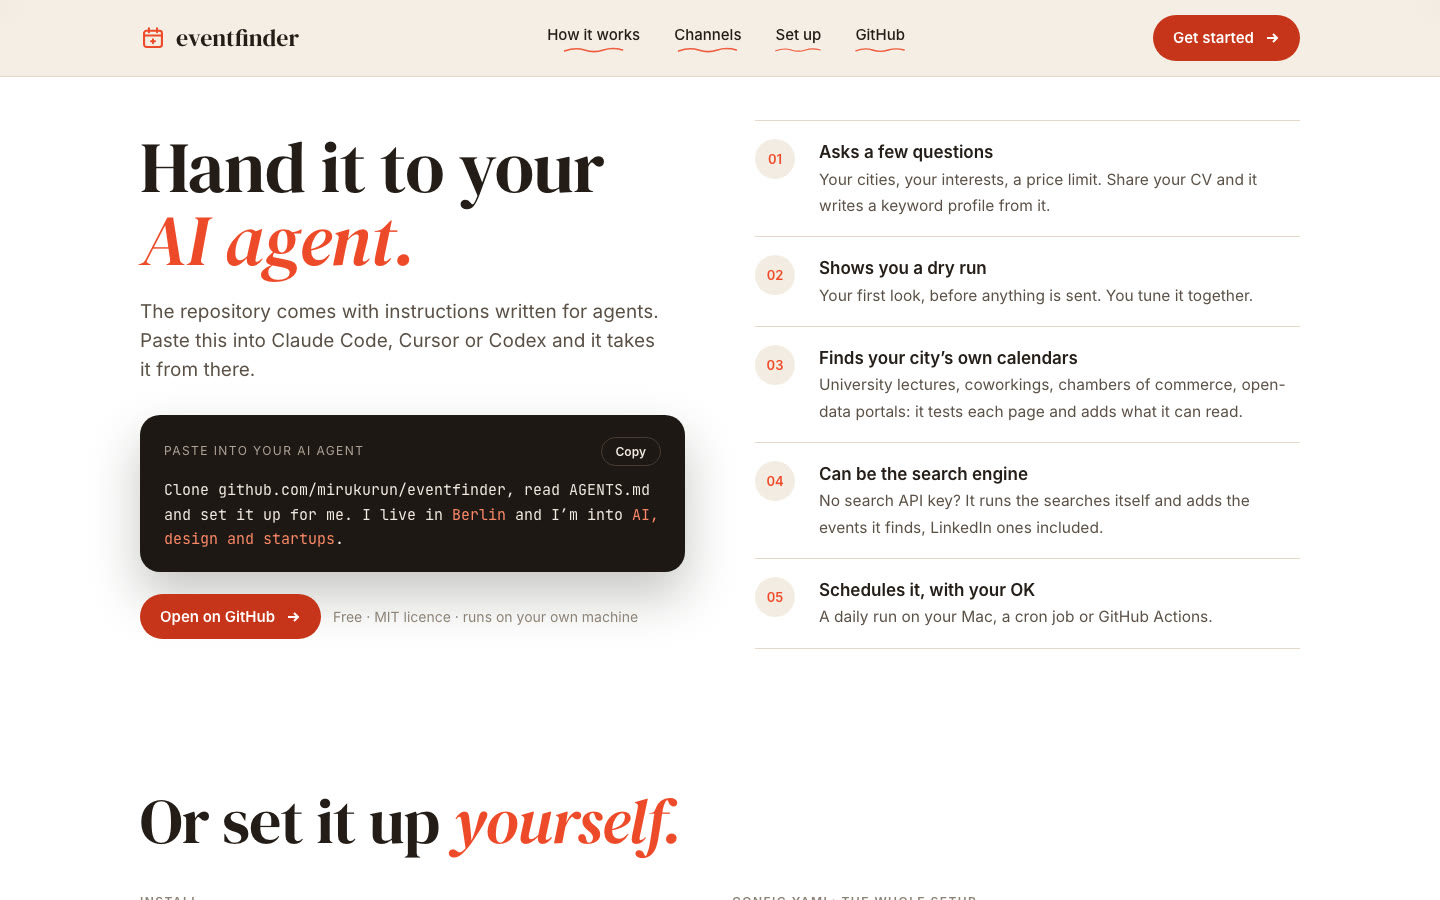 eventfinder
How it works
Channels
Set up
GitHub
Get started
Hand it to your
AI agent.
The repository comes with instructions written for agents.
Paste this into Claude Code, Cursor or Codex and it takes
it from there.
PASTE INTO YOUR AI AGENT
Copy
Clone github.com/mirukurun/eventfinder, read AGENTS.md
and set it up for me. I live in Berlin and I’m into AI,
design and startups.
Open on GitHub
Free · MIT licence · runs on your own machine
01
Asks a few questions
Your cities, your interests, a price limit. Share your CV and it
writes a keyword profile from it.
02
Shows you a dry run
Your first look, before anything is sent. You tune it together.
03
Finds your city’s own calendars
University lectures, coworkings, chambers of commerce, open-
data portals: it tests each page and adds what it can read.
04
Can be the search engine
No search API key? It runs the searches itself and adds the
events it finds, LinkedIn ones included.
05
Schedules it, with your OK
A daily run on your Mac, a cron job or GitHub Actions.
Or set it up yourself.
INSTALL
CONFIG.YAML · THE WHOLE SETUP